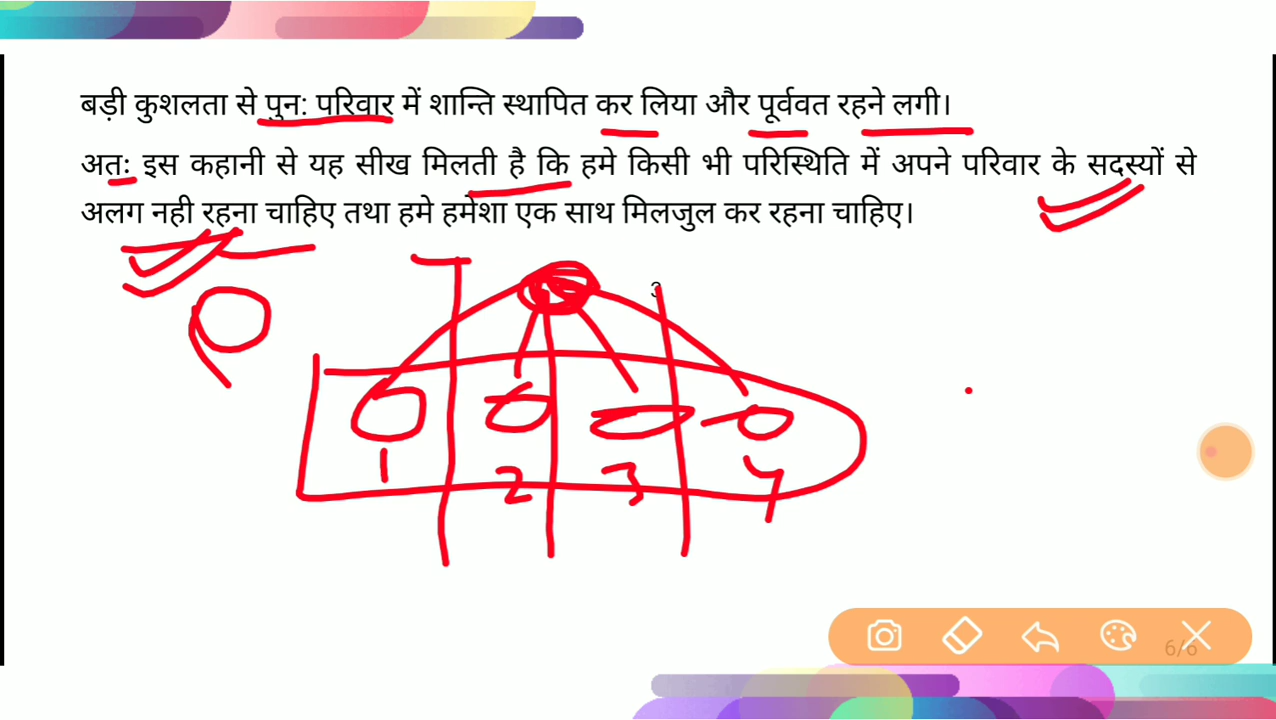 बड़ी कुशलता से पुन: परिवार में शान्ति स्थापित कर लिया और पूर्ववत रहने लगी।
अतः इस कहानी से यह सीख मिलती है कि हमे किसी भी परिस्थिति में अपने परिवार के सदस्यों से
अलग नही रहना चाहिए तथा हमे हमेशा एक साथ मिलजुल कर रहना चाहिए।
3
1 2 3 4
6/6